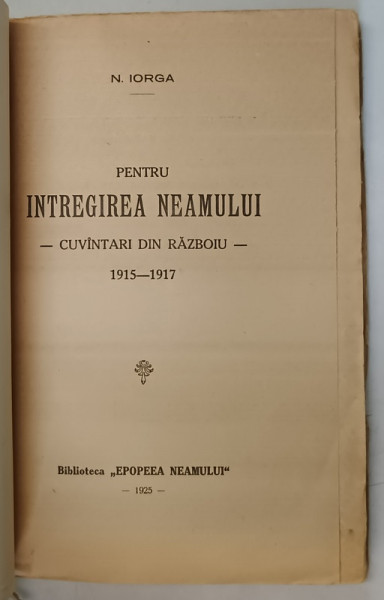 N. IORGA
PENTRU
INTREGIREA NEAMULUI
— CUVÎNTARI DIN RĂZBOIU —
1915—1917
Biblioteca „EPOPEEA NEAMULUI“
— 1925 —